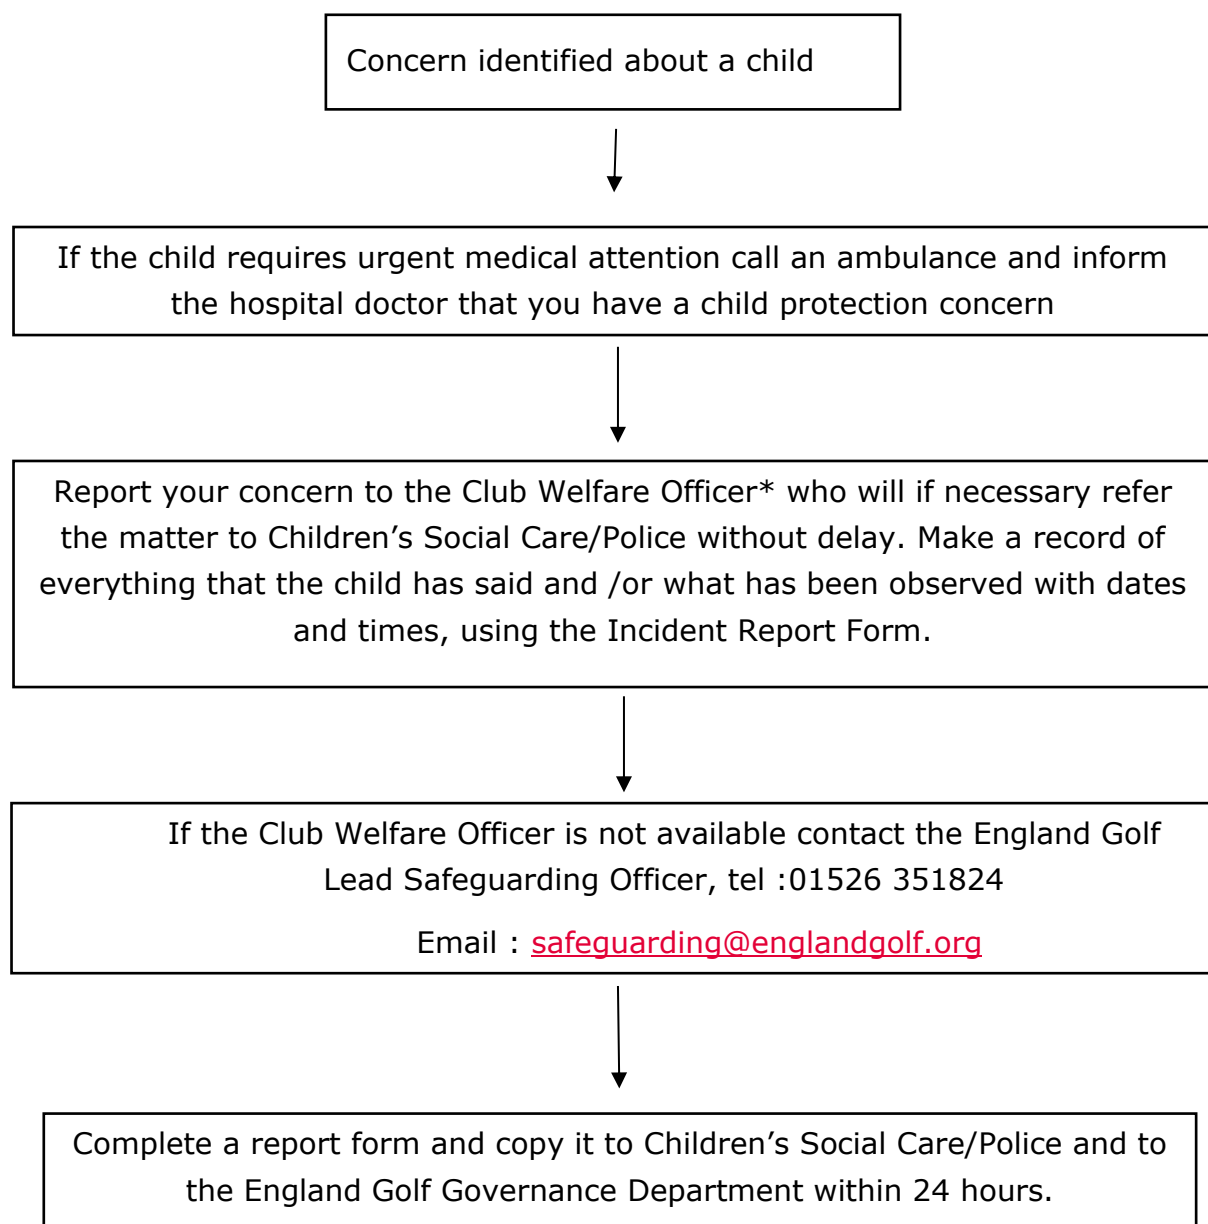 Concern identified about a child
If the child requires urgent medical attention call an ambulance and inform
the hospital doctor that you have a child protection concern
Report your concern to the Club Welfare Officer* who will if necessary refer
the matter to Children’s Social Care/Police without delay. Make a record of
everything that the child has said and /or what has been observed with dates
and times, using the Incident Report Form.
If the Club Welfare Officer is not available contact the England Golf
Lead Safeguarding Officer, tel :01526 351824
Email : safeguarding@englandgolf.org
Complete a report form and copy it to Children’s Social Care/Police and to
the England Golf Governance Department within 24 hours.